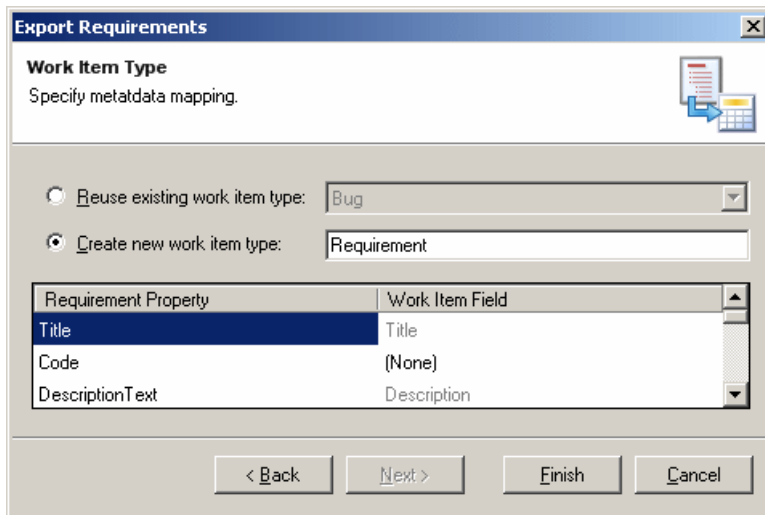 Export Requirements
Work Item Type
Specify metatdata mapping.
Reuse existing work item type: Bug
Create new work item type: Requirement
Requirement Property Work Item Field
Title Title
Code (None)
DescriptionText Description
< Back Next > Finish Cancel